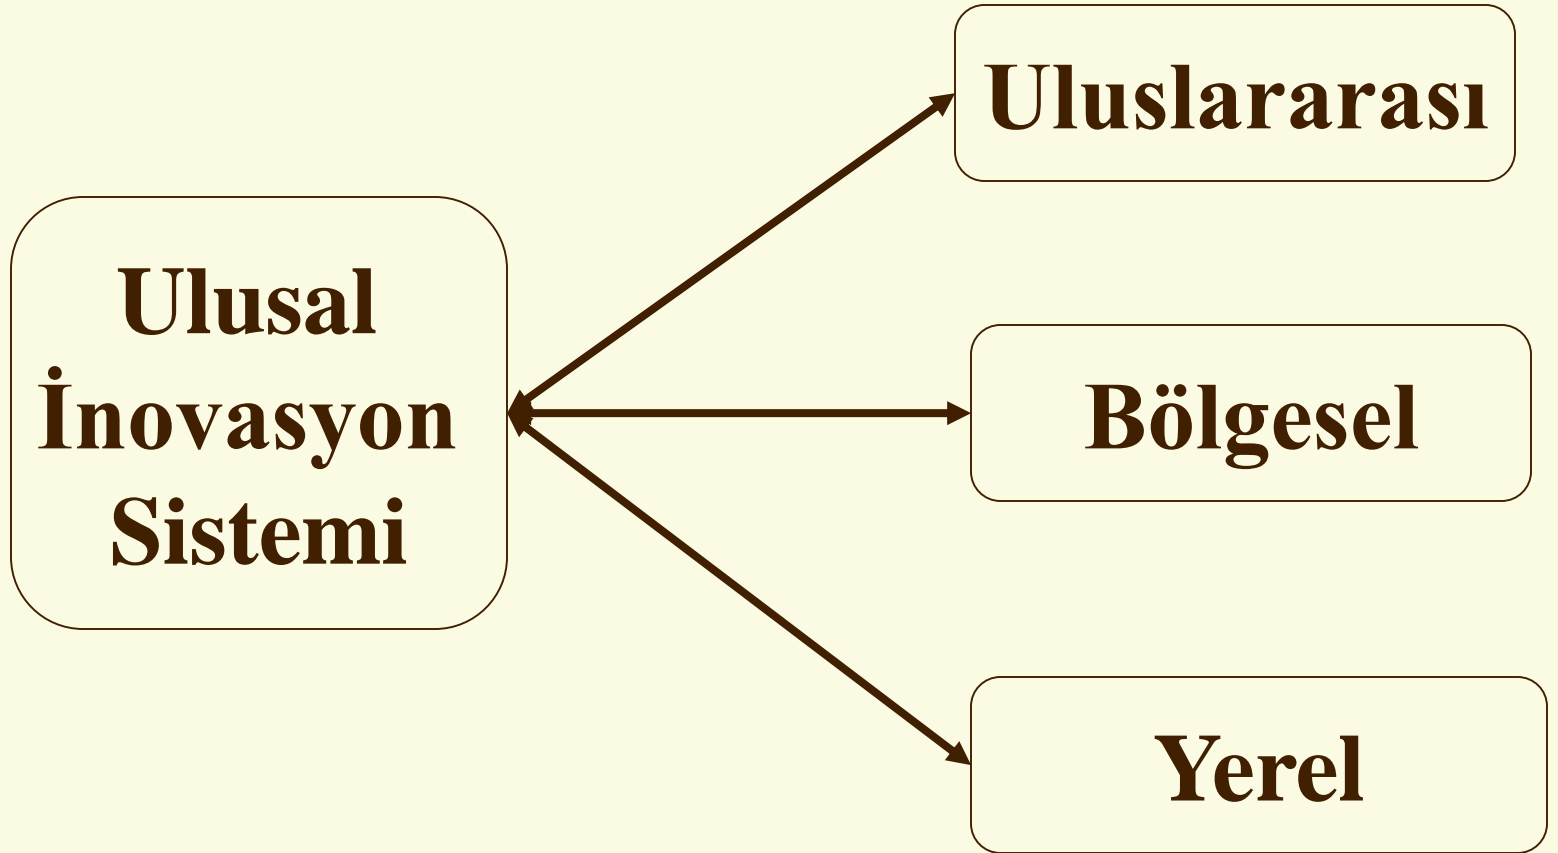 Uluslararası
Ulusal
İnovasyon
Sistemi
Bölgesel
Yerel